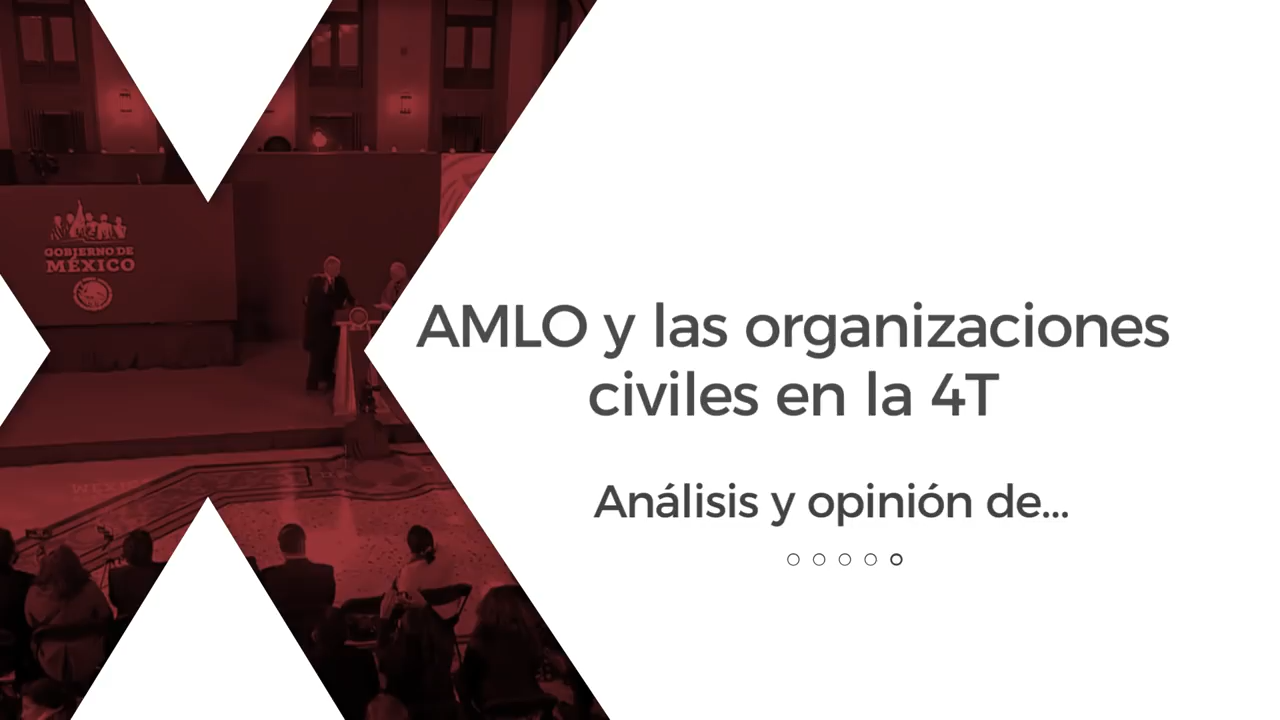 GOBIERNO DE
MÉXICO
AMLO y las organizaciones
civiles en la 4T
Análisis y opinión de...